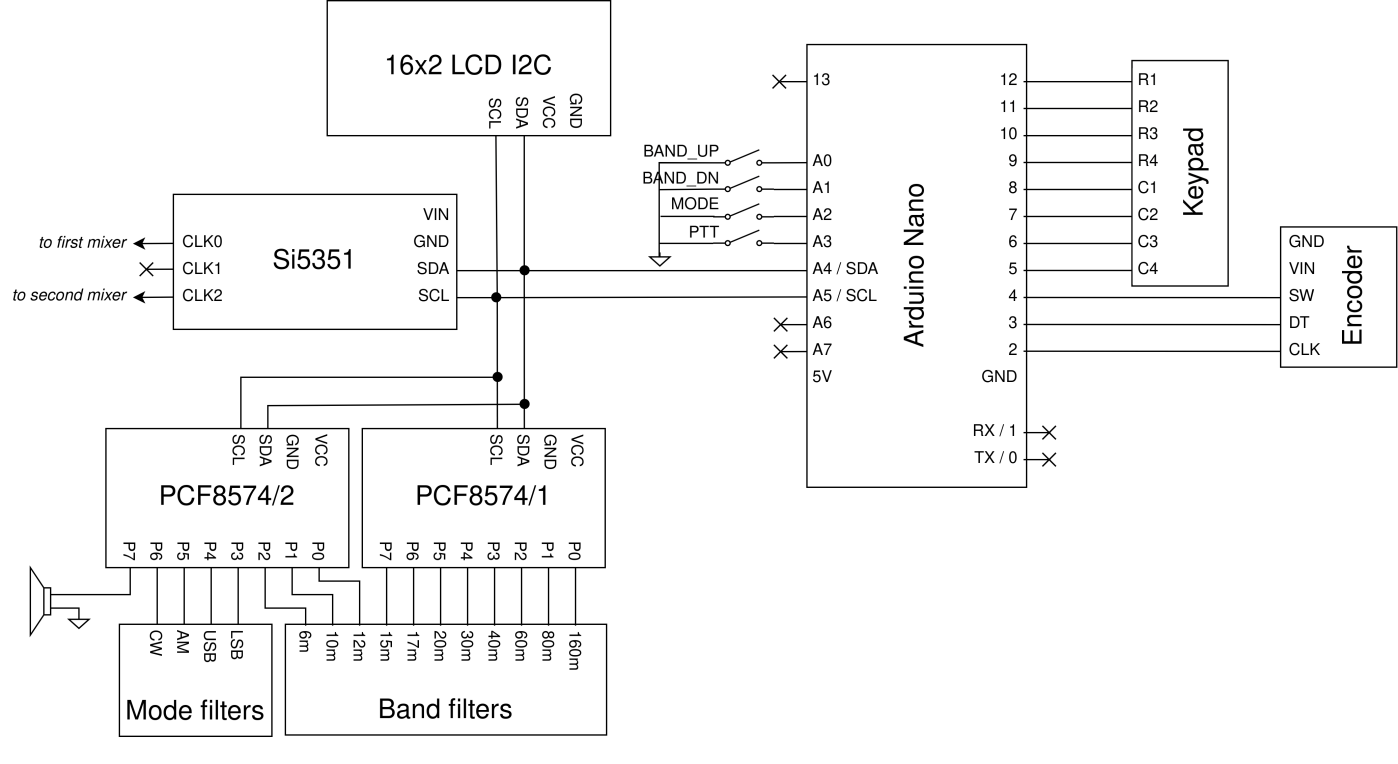 16x2 LCD I2C
SCL
SDA
VCC
GND
Si5351
VIN
GND
SDA
SCL
CLK0
CLK1
CLK2
to first mixer
to second mixer
BAND_UP
BAND_DN
MODE
PTT
Arduino Nano
13
A0
A1
A2
A3
A4 / SDA
A5 / SCL
A6
A7
5V
12
11
10
9
8
7
6
5
4
3
2
GND
RX / 1
TX / 0
Keypad
R1
R2
R3
R4
C1
C2
C3
C4
Encoder
GND
VIN
SW
DT
CLK
PCF8574/2
SCL
SDA
GND
VCC
P7
P6
P5
P4
P3
P2
P1
P0
PCF8574/1
SCL
SDA
GND
VCC
P7
P6
P5
P4
P3
P2
P1
P0
CW
AM
USB
LSB
Mode filters
6m
10m
12m
15m
17m
20m
30m
40m
60m
80m
160m
Band filters